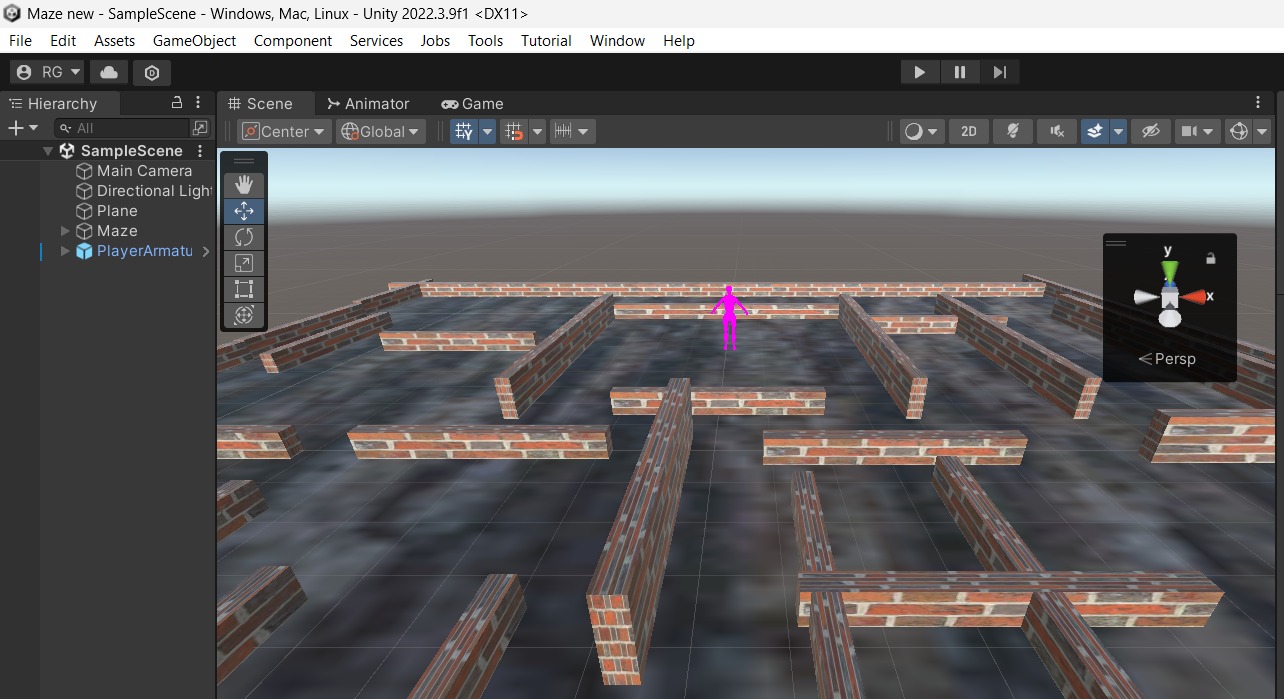 Maze new - SampleScene - Windows, Mac, Linux - Unity 2022.3.9f1 <DX11>
File Edit Assets GameObject Component Services Jobs Tools Tutorial Window Help
RG
Hierarchy Scene Animator Game
All Center Global 2D
SampleScene
Main Camera
Directional Ligh
Plane
Maze
PlayerArmatu
y
x
Persp